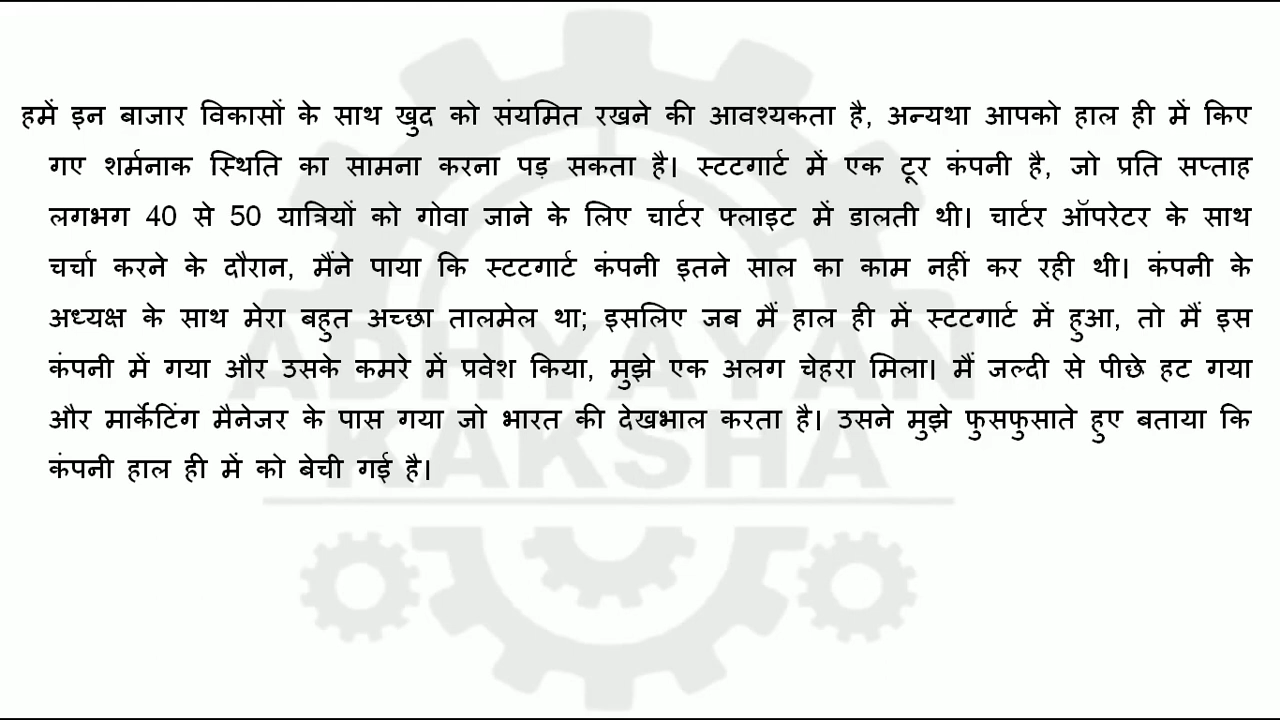 हमें इन बाजार विकासों के साथ खुद को संयमित रखने की आवश्यकता है, अन्यथा आपको हाल ही में किए
गए शर्मनाक स्थिति का सामना करना पड़ सकता है। स्टटगार्ट में एक टूर कंपनी है, जो प्रति सप्ताह
लगभग 40 से 50 यात्रियों को गोवा जाने के लिए चार्टर फ्लाइट में डालती थी। चार्टर ऑपरेटर के साथ
चर्चा करने के दौरान, मैंने पाया कि स्टटगार्ट कंपनी इतने साल का काम नहीं कर रही थी। कंपनी के
अध्यक्ष के साथ मेरा बहुत अच्छा तालमेल था; इसलिए जब मैं हाल ही में स्टटगार्ट में हुआ, तो मैं इस
कंपनी में गया और उसके कमरे में प्रवेश किया, मुझे एक अलग चेहरा मिला। मैं जल्दी से पीछे हट गया
और मार्केटिंग मैनेजर के पास गया जो भारत की देखभाल करता है। उसने मुझे फुसफुसाते हुए बताया कि
कंपनी हाल ही में को बेची गई है।
ADHYAYAN
RAKSHA